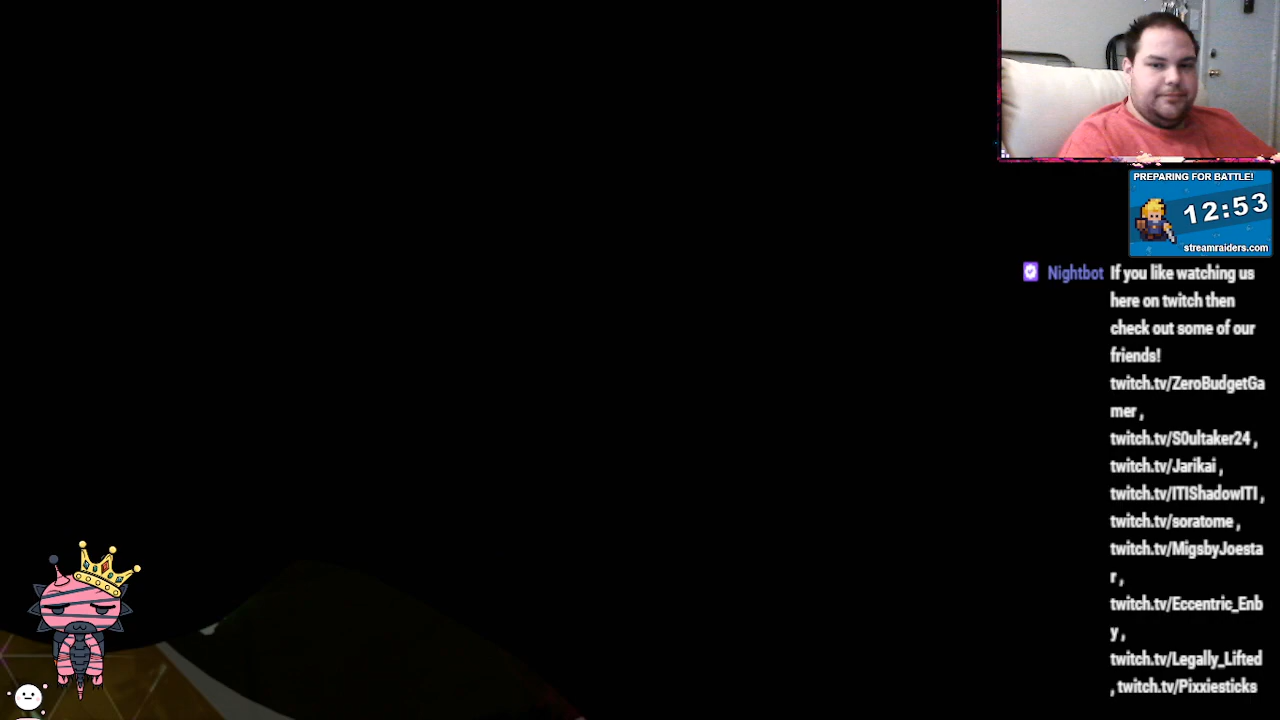 PREPARING FOR BATTLE!
12:53
streamraiders.com
Nightbot If you like watching us
here on twitch then
check out some of our
friends!
twitch.tv/ZeroBudgetGa
mer ,
twitch.tv/S0ultaker24 ,
twitch.tv/Jarikai ,
twitch.tv/ITIShadowITI ,
twitch.tv/soratome ,
twitch.tv/MigsbyJoesta
r ,
twitch.tv/Eccentric_Enb
y ,
twitch.tv/Legally_Lifted
, twitch.tv/Pixxiesticks